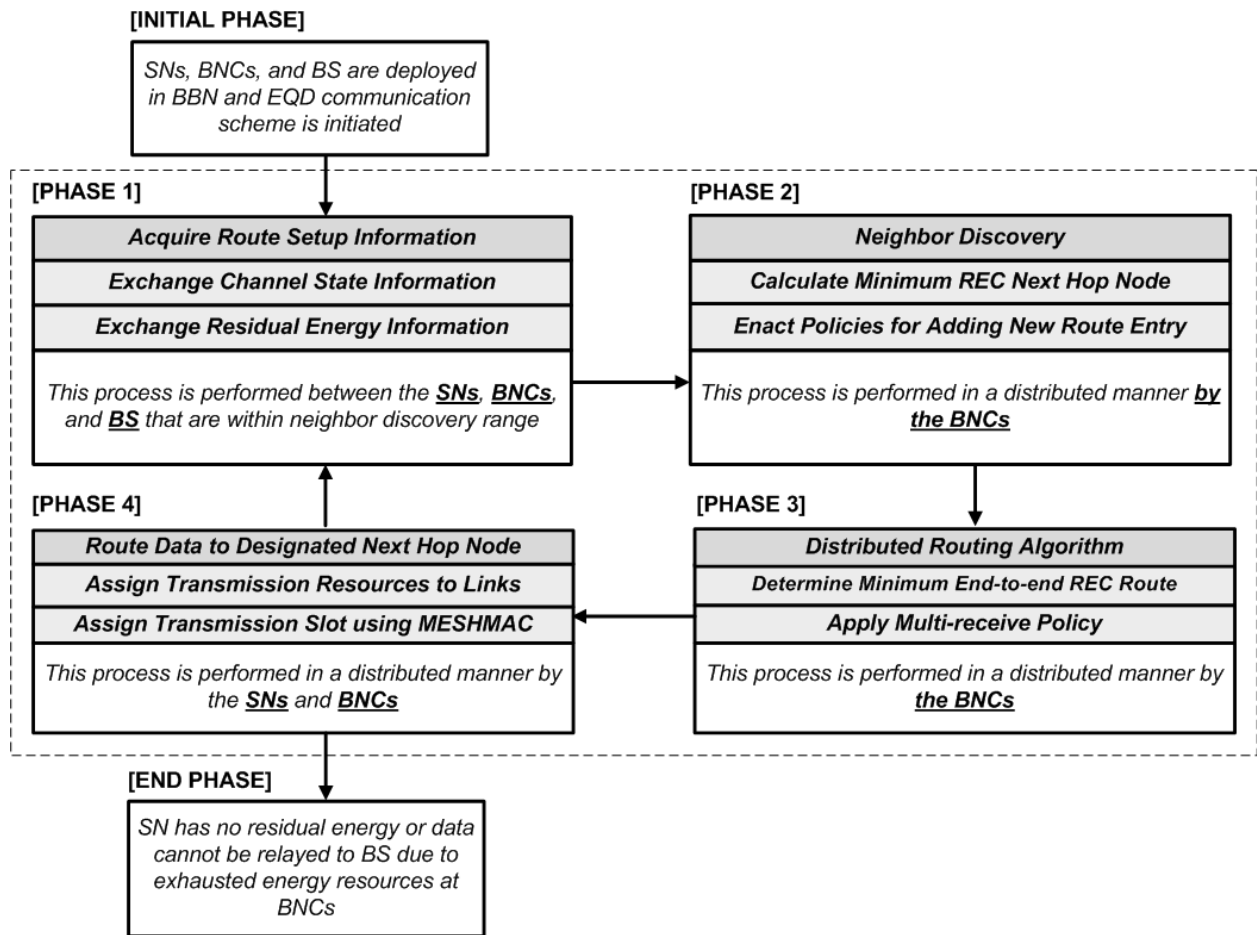 [INITIAL PHASE]
SNs, BNCs, and BS are deployed
in BBN and EQD communication
scheme is initiated
[PHASE 1]
Acquire Route Setup Information
Exchange Channel State Information
Exchange Residual Energy Information
This process is performed between the SNs, BNCs,
and BS that are within neighbor discovery range
[PHASE 2]
Neighbor Discovery
Calculate Minimum REC Next Hop Node
Enact Policies for Adding New Route Entry
This process is performed in a distributed manner by
the BNCs
[PHASE 3]
Distributed Routing Algorithm
Determine Minimum End-to-end REC Route
Apply Multi-receive Policy
This process is performed in a distributed manner by
the BNCs
[PHASE 4]
Route Data to Designated Next Hop Node
Assign Transmission Resources to Links
Assign Transmission Slot using MESHMAC
This process is performed in a distributed manner by
the SNs and BNCs
[END PHASE]
SN has no residual energy or data
cannot be relayed to BS due to
exhausted energy resources at
BNCs